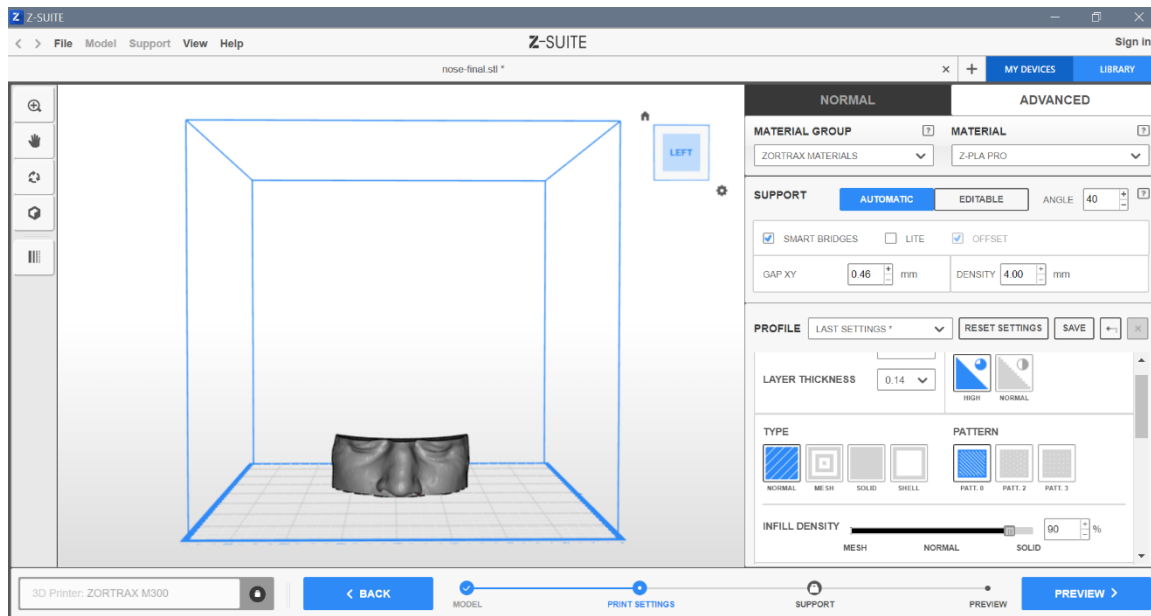 Z Z-SUITE
< > File Model Support View Help
Z-SUITE
Sign in
nose-final.stl *
MY DEVICES
LIBRARY
LEFT
NORMAL
ADVANCED
MATERIAL GROUP ?
MATERIAL ?
ZORTRAX MATERIALS
Z-PLA PRO
SUPPORT AUTOMATIC EDITABLE ANGLE 40 ?
SMART BRIDGES LITE OFFSET
GAP XY 0.46 mm DENSITY 4.00 mm
PROFILE LAST SETTINGS * RESET SETTINGS SAVE
LAYER THICKNESS 0.14
HIGH NORMAL
TYPE
NORMAL MESH SOLID SHELL
PATTERN
PATT. 0 PATT. 2 PATT. 3
INFILL DENSITY 90 %
MESH NORMAL SOLID
3D Printer: ZORTRAX M300
< BACK
MODEL
PRINT SETTINGS
SUPPORT
PREVIEW
PREVIEW >